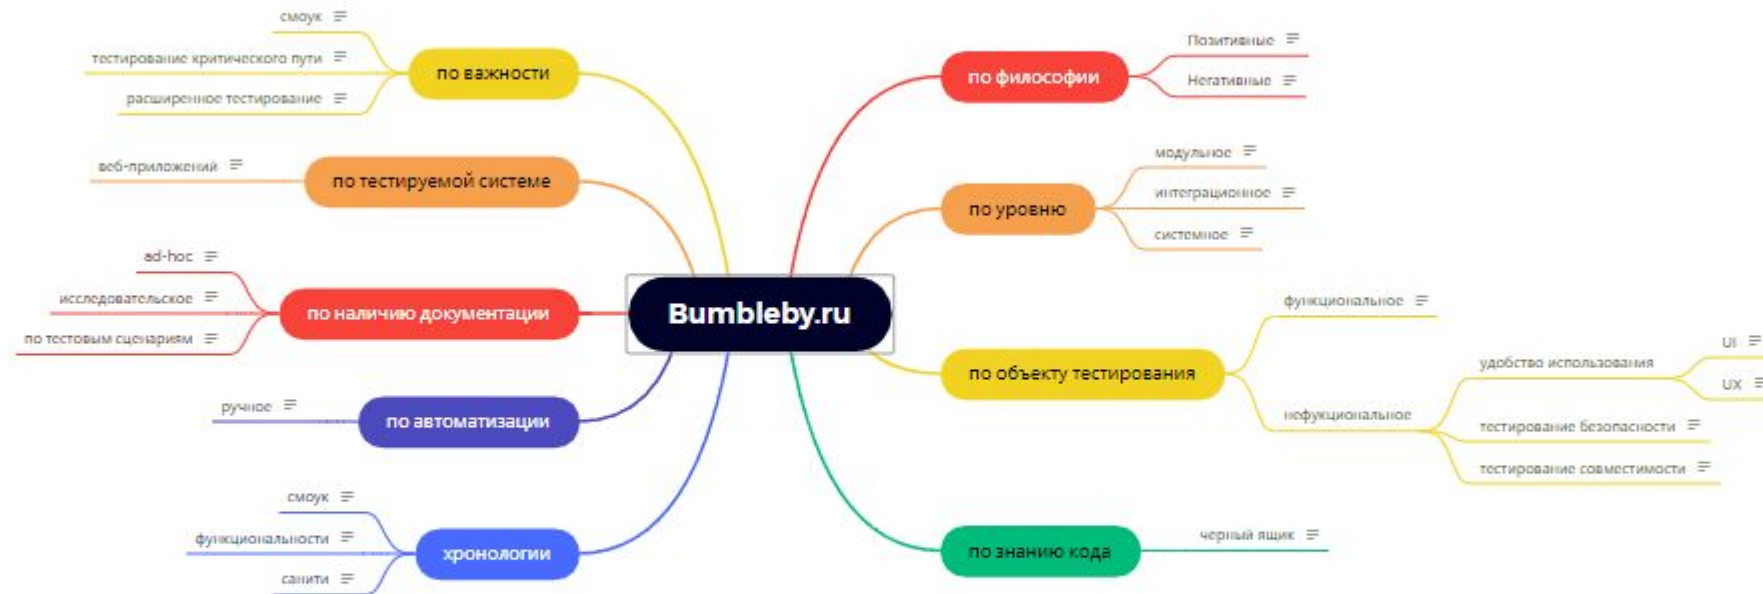 смоук
тестирование критического пути
расширенное тестирование
по важности
веб-приложений
по тестируемой системе
ad-hoc
исследовательское
по тестовым сценариям
по наличию документации
ручное
по автоматизации
смоук
функциональности
санити
хронологии
Bumbleby.ru
по философии
Позитивные
Негативные
по уровню
модульное
интеграционное
системное
по объекту тестирования
функциональное
нефукциональное
удобство использования
UI
UX
тестирование безопасности
тестирование совместимости
по знанию кода
черный ящик